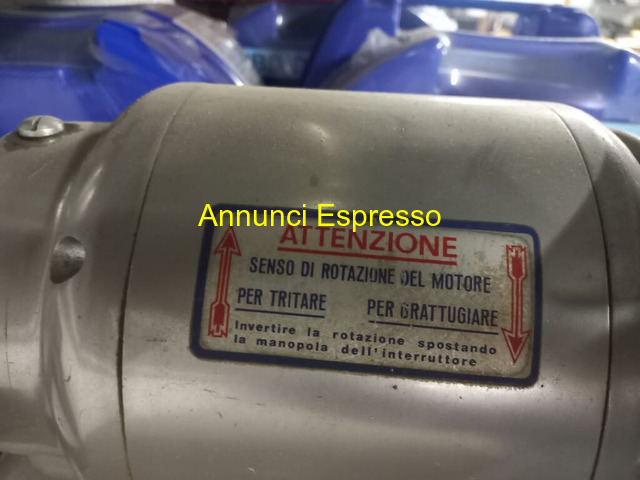 Annunci Espresso
ATTENZIONE
SENSO DI ROTAZIONE DEL MOTORE
PER TRITARE PER GRATTUGIARE
Invertire la rotazione spostando
la manopola dell'interruttore